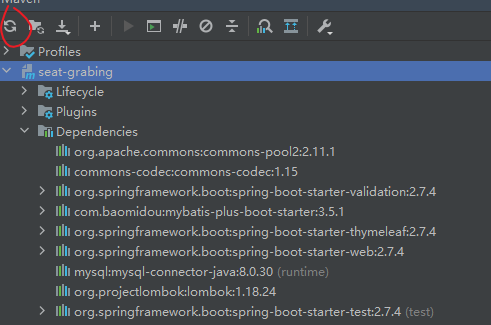 Maven
Profiles
seat-grabing
Lifecycle
Plugins
Dependencies
org.apache.commons:commons-pool2:2.11.1
commons-codec:commons-codec:1.15
org.springframework.boot:spring-boot-starter-validation:2.7.4
com.baomidou:mybatis-plus-boot-starter:3.5.1
org.springframework.boot:spring-boot-starter-thymeleaf:2.7.4
org.springframework.boot:spring-boot-starter-web:2.7.4
mysql:mysql-connector-java:8.0.30 (runtime)
org.projectlombok:lombok:1.18.24
org.springframework.boot:spring-boot-starter-test:2.7.4 (test)